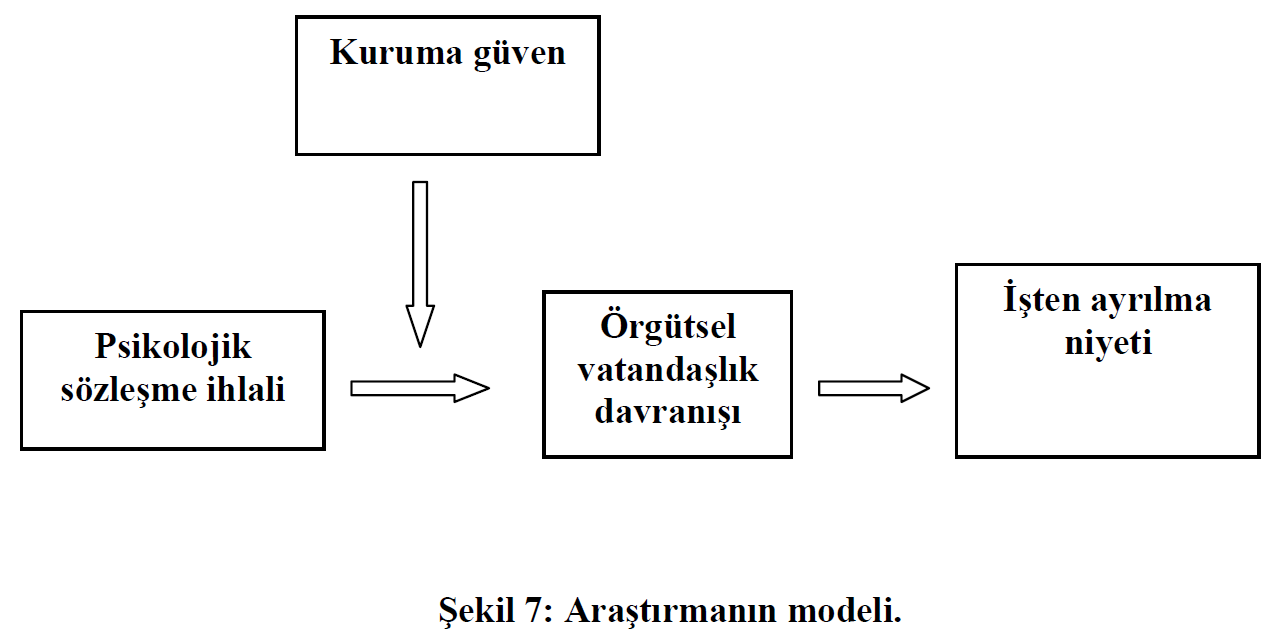 Kuruma güven
Psikolojik
sözleşme ihlali
Örgütsel
vatandaşlık
davranışı
İşten ayrılma
niyeti
Şekil 7: Araştırmanın modeli.